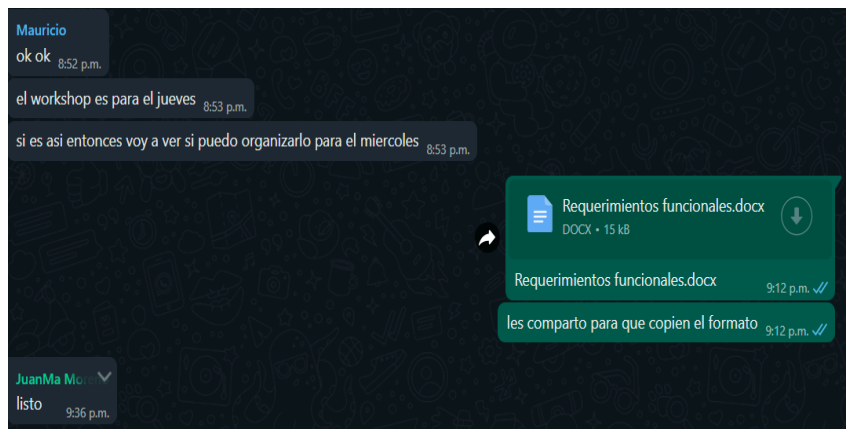 Mauricio
ok ok 8:52 p.m.
el workshop es para el jueves 8:53 p.m.
si es asi entonces voy a ver si puedo organizarlo para el miercoles 8:53 p.m.
Requerimientos funcionales.docx
DOCX • 15 kB
Requerimientos funcionales.docx 9:12 p.m.
les comparto para que copien el formato 9:12 p.m.
JuanMa
listo 9:36 p.m.